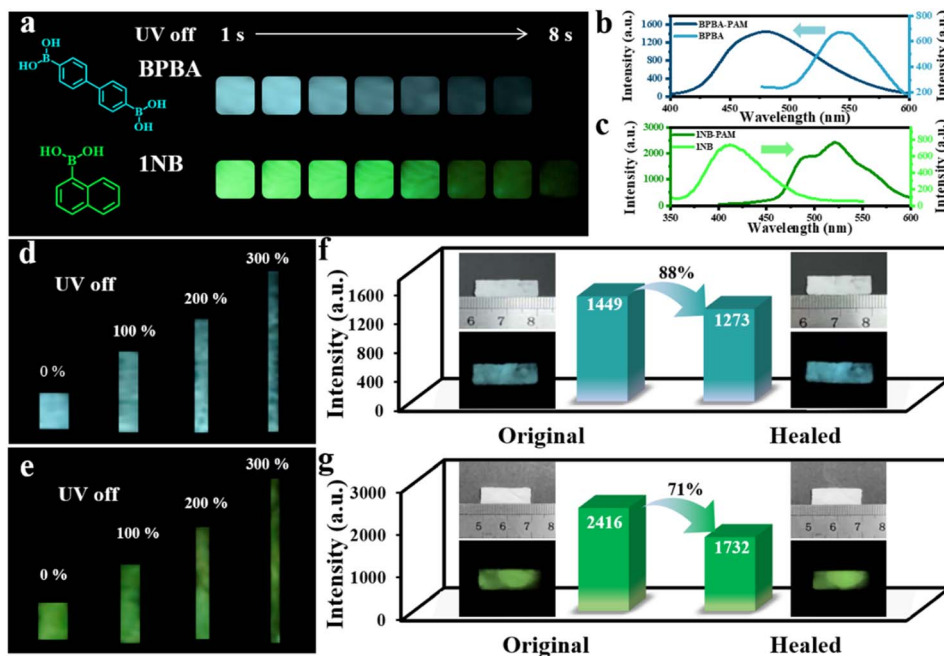 a
UV off 1 s 8 s
BPBA
OH
HO B
B OH
OH
1NB
HO OH
B
b
BPBA-PAM
BPBA
Intensity (a.u.)
1600
1200
800
400
0
800
600
400
200
Intensity (a.u.)
400 450 500 550 600
Wavelength (nm)
c
1NB-PAM
1NB
Intensity (a.u.)
3000
2000
1000
0
800
600
400
200
0
Intensity (a.u.)
350 400 450 500 550 600
Wavelength (nm)
d
UV off
0 %
100 %
200 %
300 %
e
UV off
0 %
100 %
200 %
300 %
f
Intensity (a.u.)
1600
1200
800
400
0
6 7 8
1449
88%
1273
6 7 8
Original Healed
g
Intensity (a.u.)
3000
2000
1000
0
5 6 7 8
2416
71%
1732
5 6 7 8
Original Healed